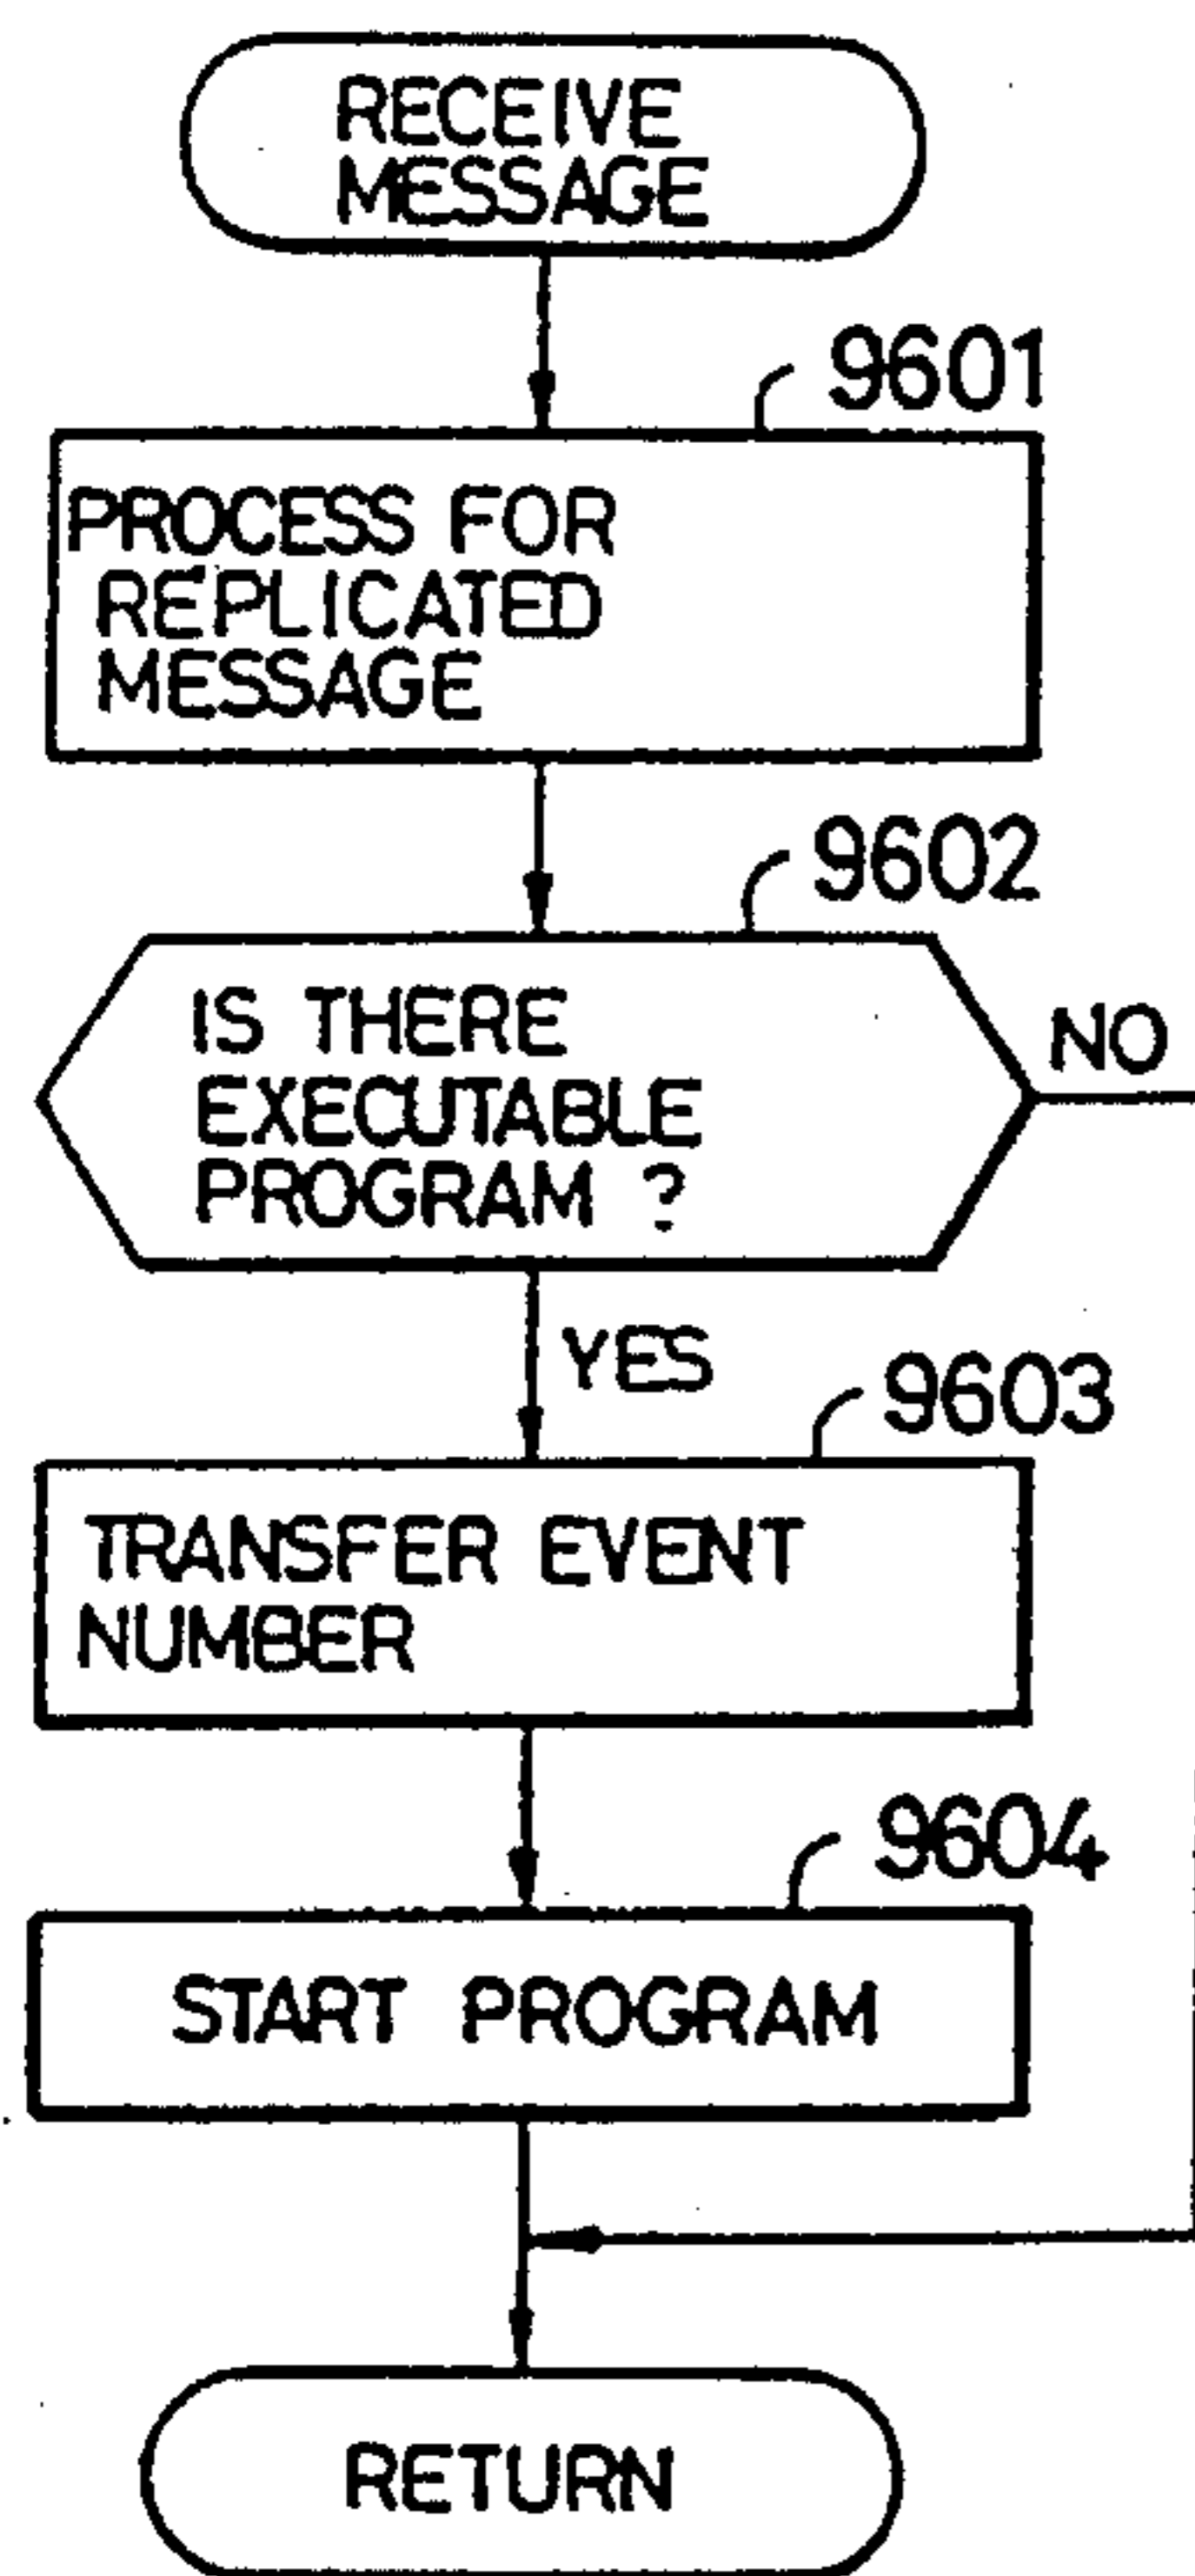 RECEIVE
MESSAGE
9601
PROCESS FOR
REPLICATED
MESSAGE
9602
IS THERE
EXECUTABLE
PROGRAM ?
NO
YES
9603
TRANSFER EVENT
NUMBER
9604
START PROGRAM
RETURN